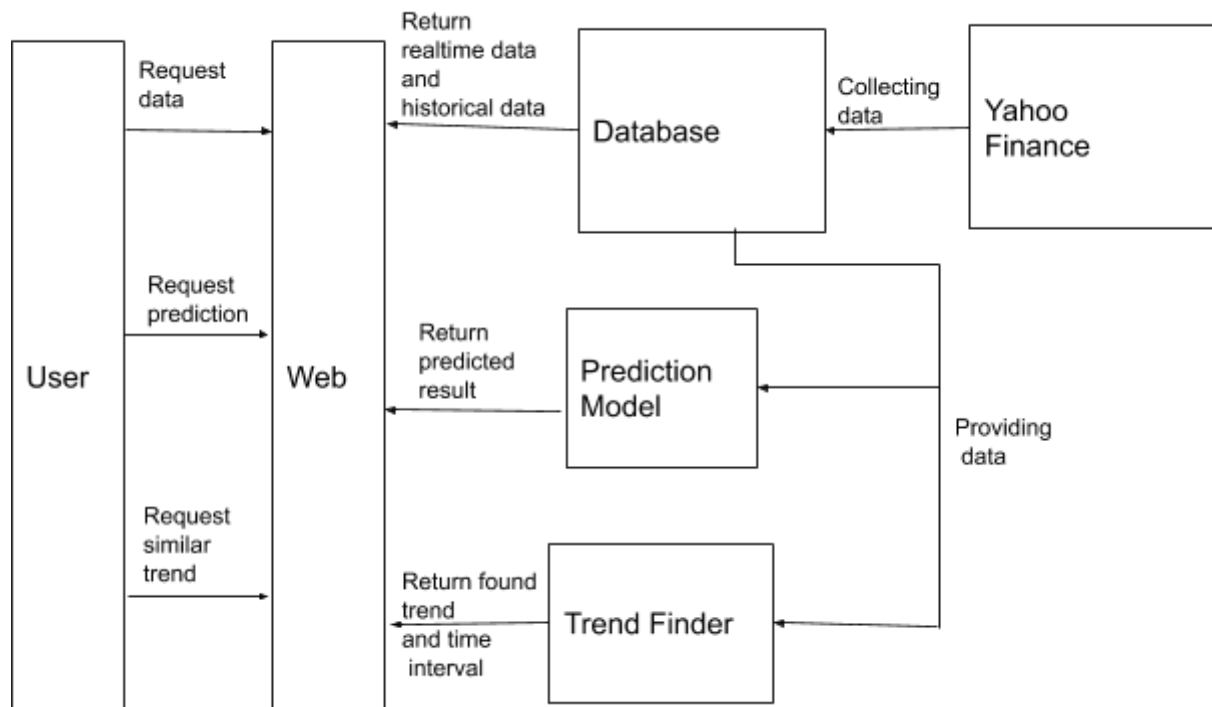 Request
data
Return
realtime data
and
historical data
Database
Collecting
data
Yahoo
Finance
Request
prediction
User
Web
Return
predicted
result
Prediction
Model
Providing
data
Request
similar
trend
Return found
trend
and time
interval
Trend Finder